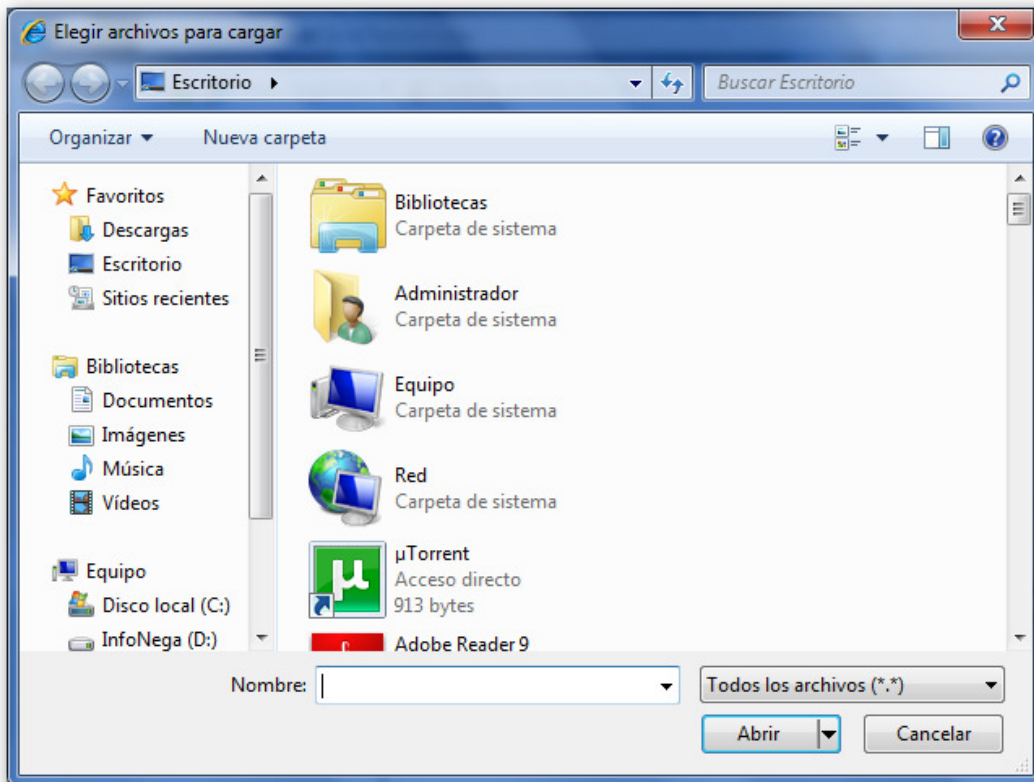 Elegir archivos para cargar
Escritorio
Buscar Escritorio
Organizar
Nueva carpeta
Favoritos
Descargas
Escritorio
Sitios recientes
Bibliotecas
Documentos
Imágenes
Música
Vídeos
Equipo
Disco local (C:)
InfoNega (D:)
Bibliotecas
Carpeta de sistema
Administrador
Carpeta de sistema
Equipo
Carpeta de sistema
Red
Carpeta de sistema
µTorrent
Acceso directo
913 bytes
Adobe Reader 9
Nombre:
Todos los archivos (*.*)
Abrir
Cancelar